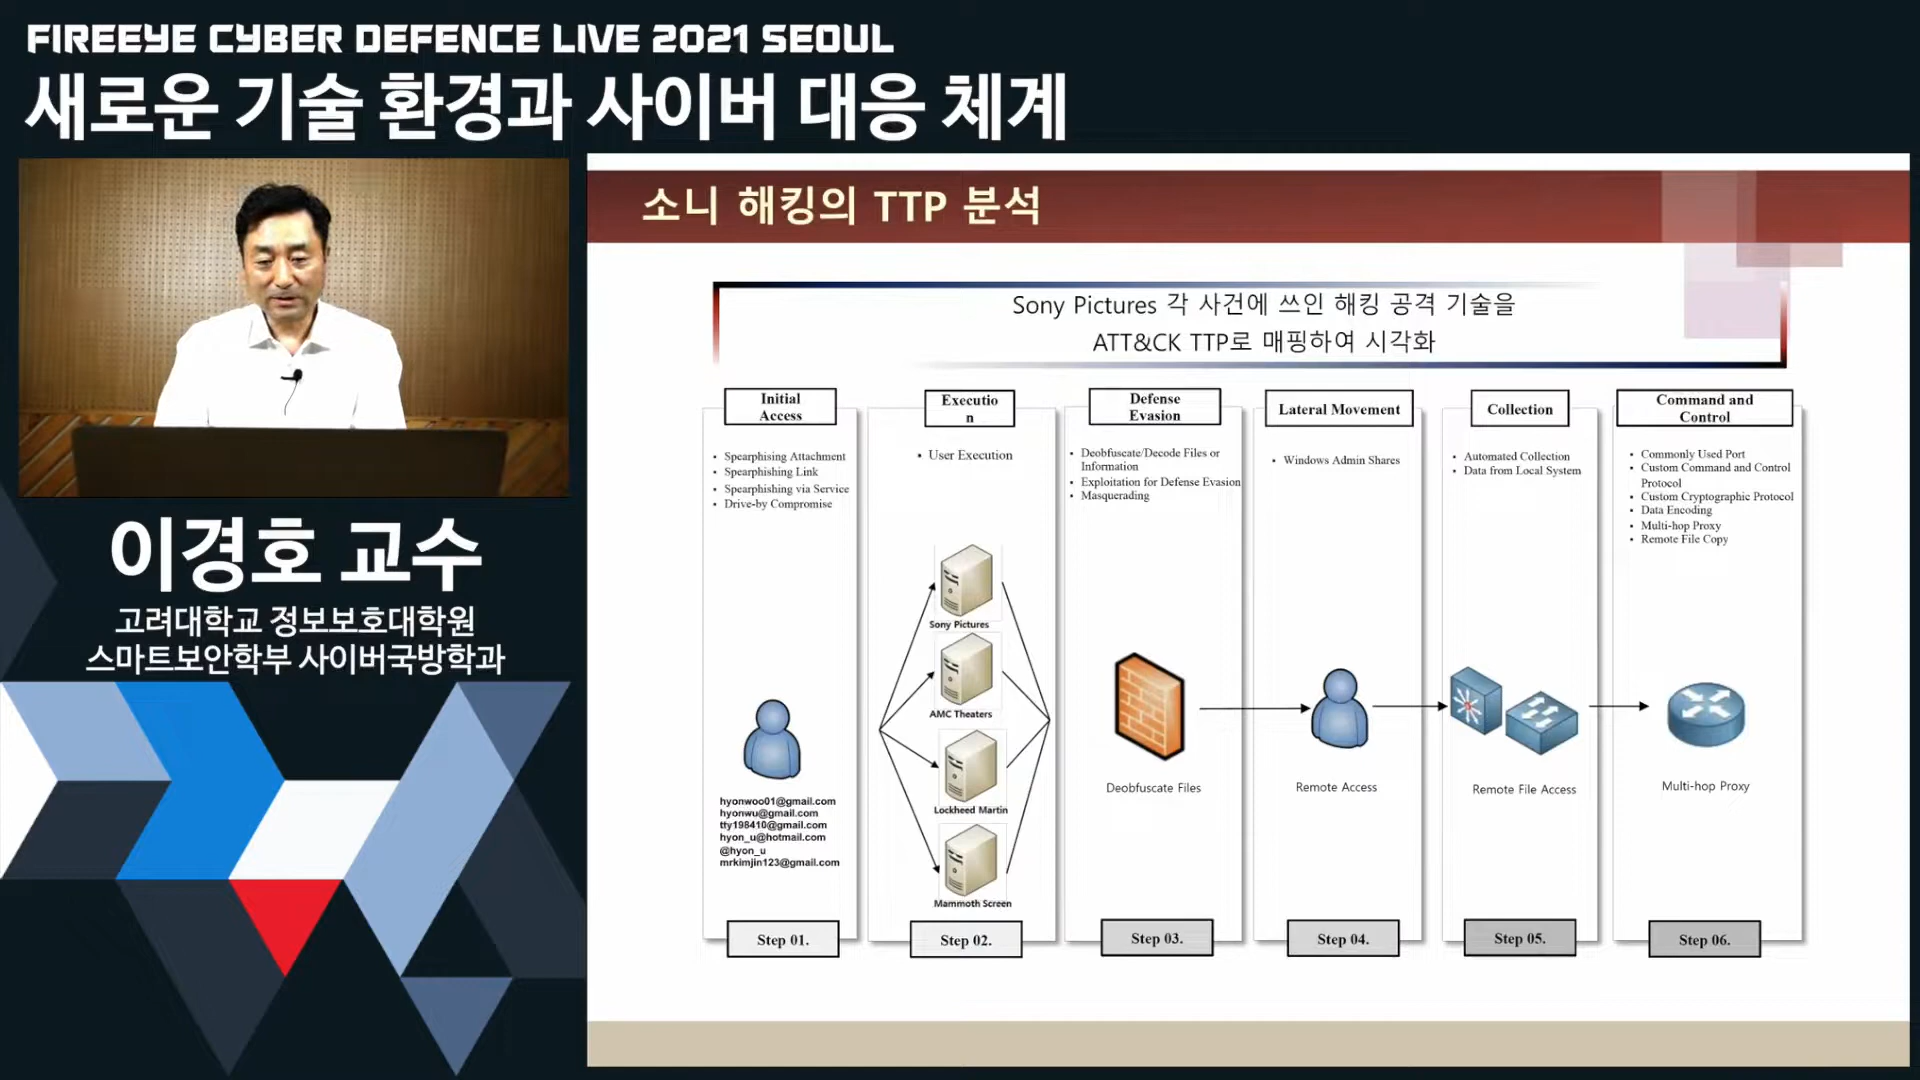 FIREEYE CYBER DEFENCE LIVE 2021 SEOUL
새로운 기술 환경과 사이버 대응 체계
이경호 교수
고려대학교 정보보호대학원
스마트보안학부 사이버국방학과
소니 해킹의 TTP 분석
Sony Pictures 각 사건에 쓰인 해킹 공격 기술을
ATT&CK TTP로 매핑하여 시각화
Initial
Access
• Spearphising Attachment
• Spearphishing Link
• Spearphishing via Service
• Drive-by Compromise
hyonwoo01@gmail.com
hyonwu@gmail.com
tty198410@gmail.com
hyon_u@hotmail.com
@hyon_u
mrkimjin123@gmail.com
Step 01.
Executio
n
• User Execution
Sony Pictures
AMC Theaters
Lockheed Martin
Mammoth Screen
Step 02.
Defense
Evasion
• Deobfuscate/Decode Files or
Information
• Exploitation for Defense Evasion
• Masquerading
Deobfuscate Files
Step 03.
Lateral Movement
• Windows Admin Shares
Remote Access
Step 04.
Collection
• Automated Collection
• Data from Local System
Remote File Access
Step 05.
Command and
Control
• Commonly Used Port
• Custom Command and Control
Protocol
• Custom Cryptographic Protocol
• Data Encoding
• Multi-hop Proxy
• Remote File Copy
Multi-hop Proxy
Step 06.